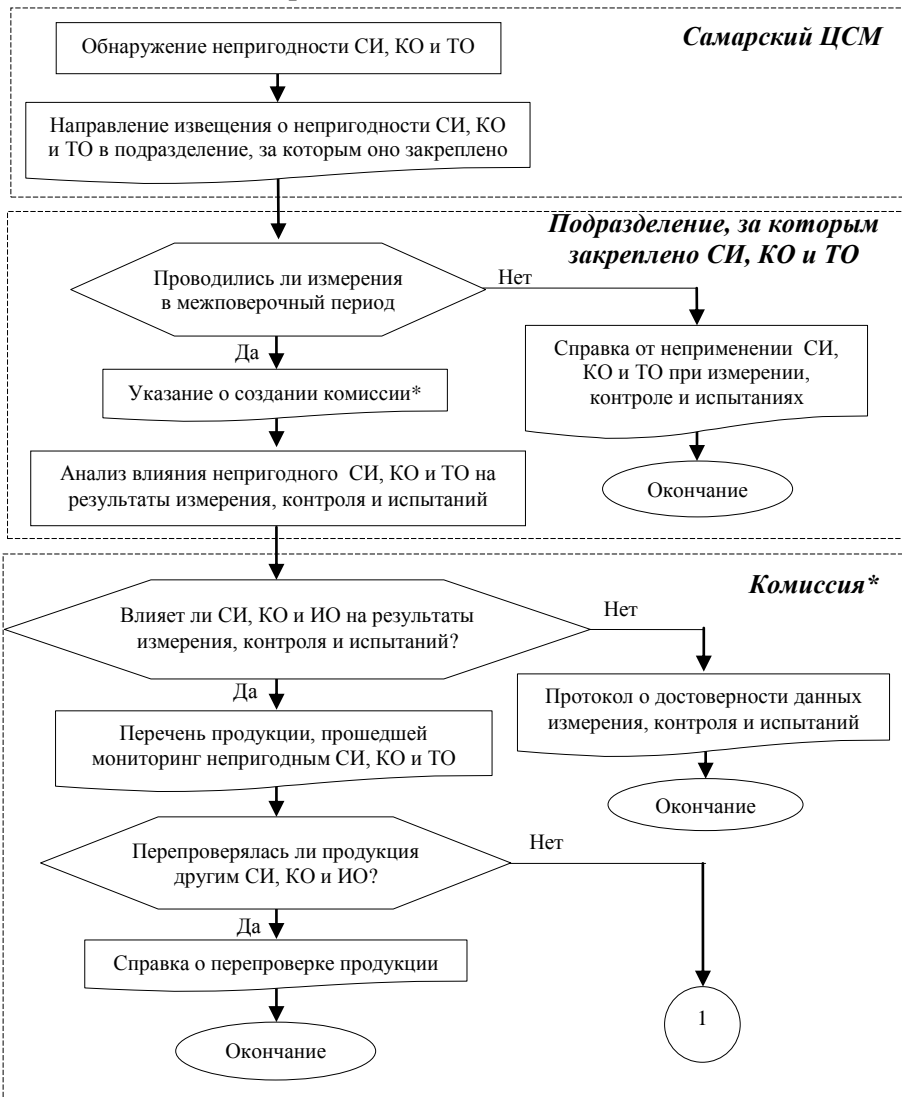 Самарский ЦСМ
Обнаружение непригодности СИ, КО и ТО
Направление извещения о непригодности СИ, КО
и ТО в подразделение, за которым оно закреплено
Подразделение, за которым
закреплено СИ, КО и ТО
Проводились ли измерения
в межповерочный период
Нет
Да
Справка от неприменении СИ,
КО и ТО при измерении,
контроле и испытаниях
Указание о создании комиссии*
Анализ влияния непригодного СИ, КО и ТО на
результаты измерения, контроля и испытаний
Окончание
Комиссия*
Влияет ли СИ, КО и ИО на результаты
измерения, контроля и испытаний?
Нет
Да
Протокол о достоверности данных
измерения, контроля и испытаний
Перечень продукции, прошедшей
мониторинг непригодным СИ, КО и ТО
Окончание
Перепроверялась ли продукция
другим СИ, КО и ИО?
Нет
Да
Справка о перепроверке продукции
1
Окончание